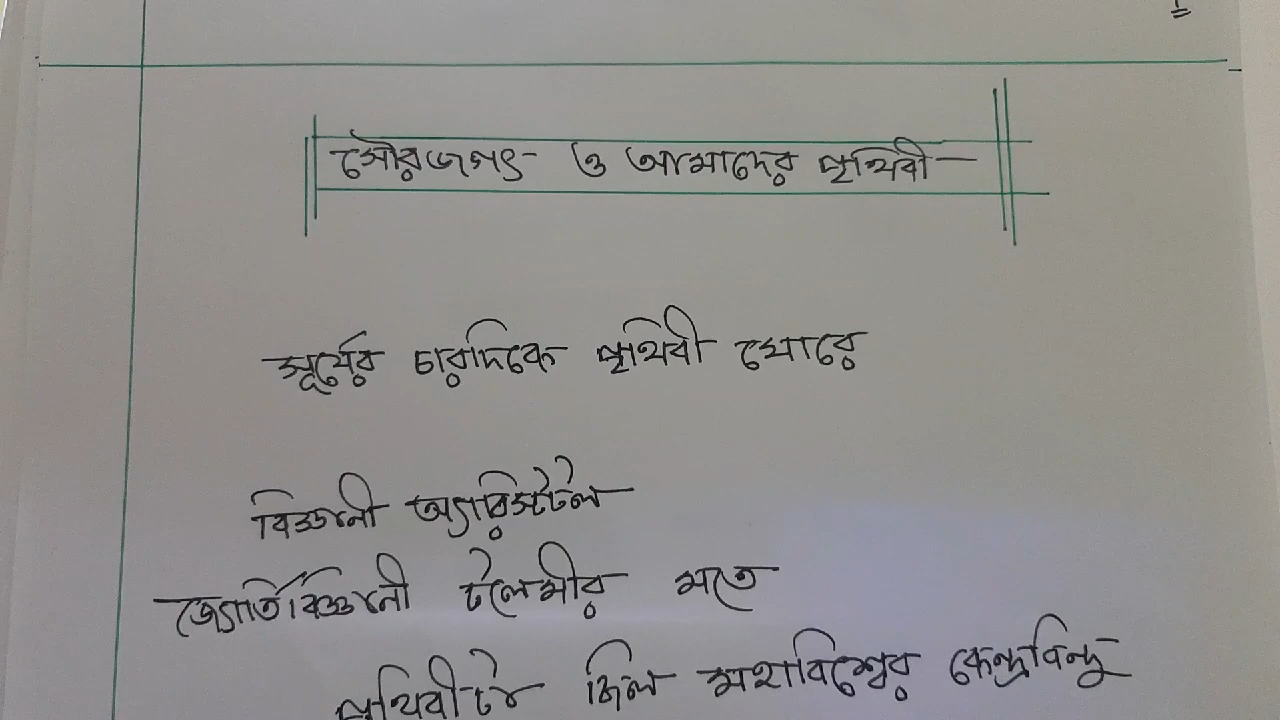 সৌরজগৎ ও আমাদের পৃথিবী
সূর্যের চারদিকে পৃথিবী ঘোরে
বিজ্ঞানী অ্যারিস্টটল
জ্যোর্তিবিজ্ঞানী টলেমীর মতে
পৃথিবীই ছিল মহাবিশ্বের কেন্দ্রবিন্দু